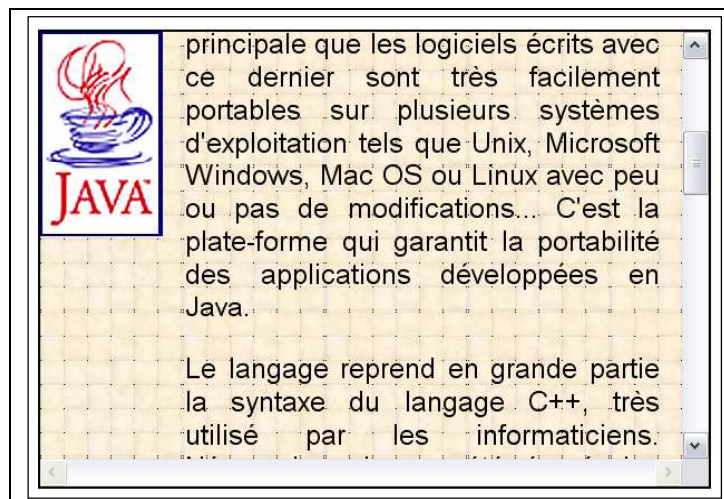 JAVA
principale que les logiciels écrits avec
ce dernier sont très facilement
portables sur plusieurs systèmes
d'exploitation tels que Unix, Microsoft
Windows, Mac OS ou Linux avec peu
ou pas de modifications... C'est la
plate-forme qui garantit la portabilité
des applications développées en
Java.
Le langage reprend en grande partie
la syntaxe du langage C++, très
utilisé par les informaticiens.